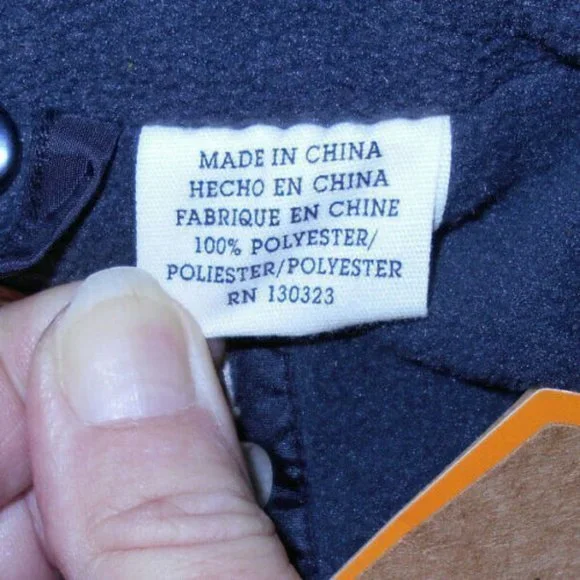 MADE IN CHINA
HECHO EN CHINA
FABRIQUE EN CHINE
100% POLYESTER/
POLIESTER/POLYESTER
RN 130323